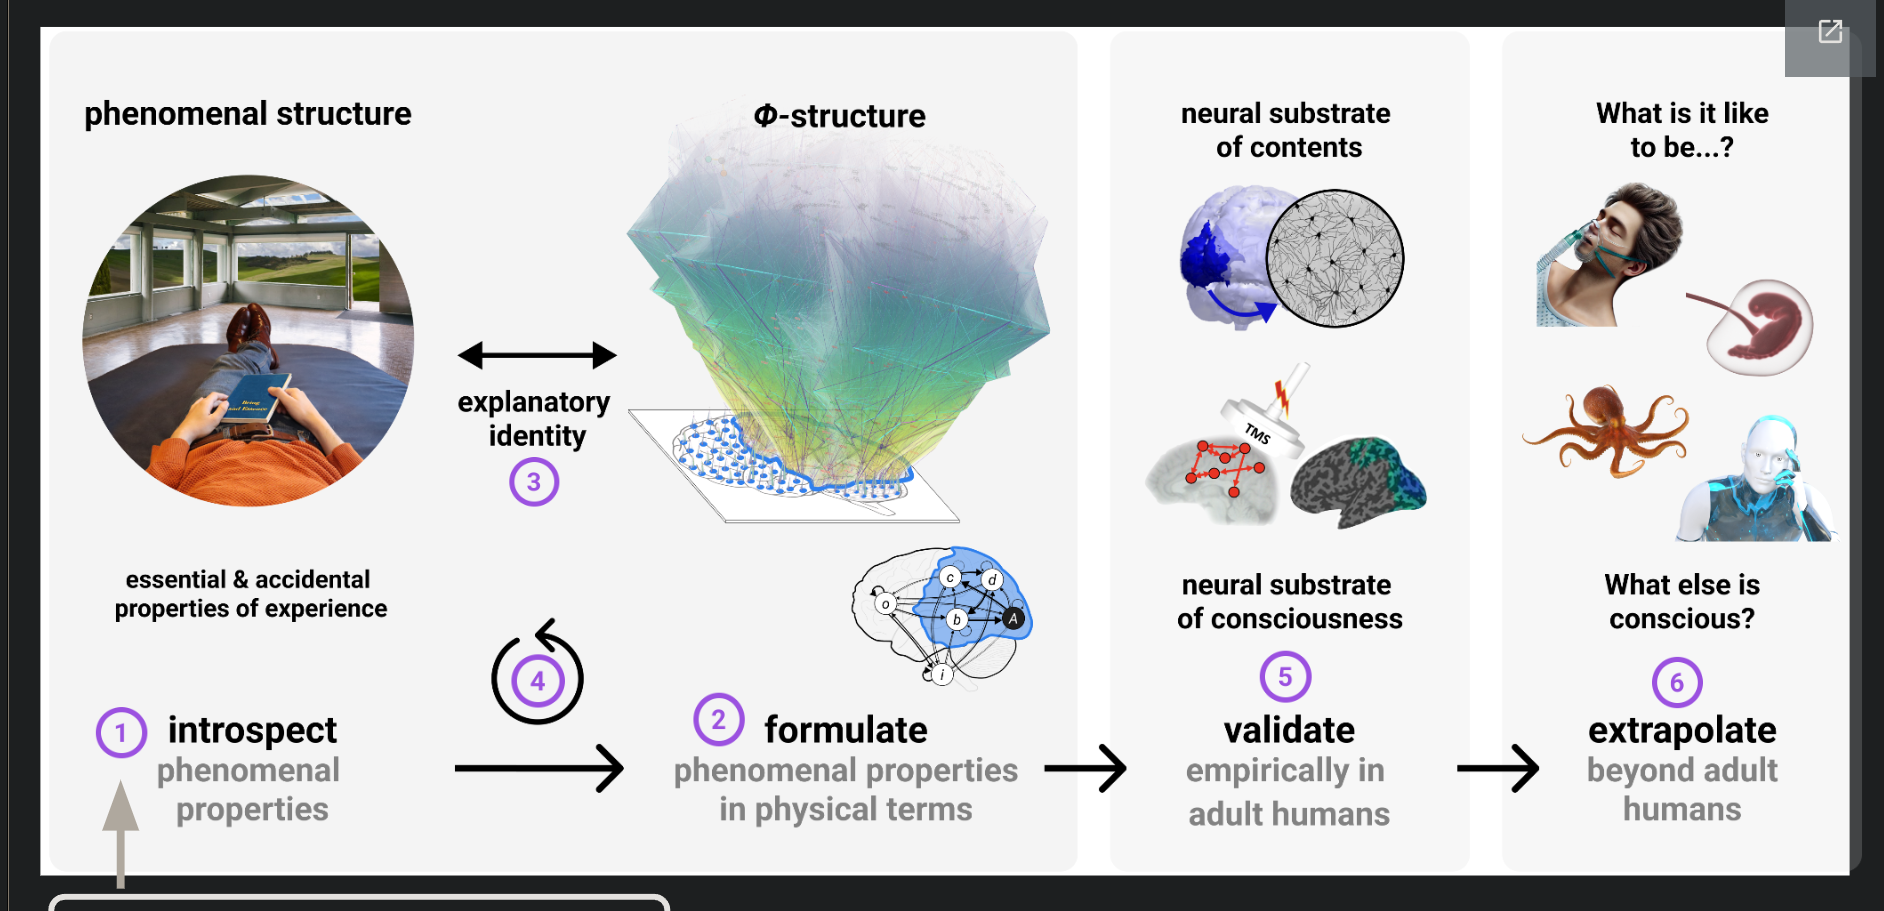 phenomenal structure
essential & accidental
properties of experience
1 introspect
phenomenal
properties
explanatory
identity
3
4
Φ-structure
o
c
d
b
A
i
2 formulate
phenomenal properties
in physical terms
neural substrate
of contents
TMS
neural substrate
of consciousness
5
validate
empirically in
adult humans
What is it like
to be...?
What else is
conscious?
6
extrapolate
beyond adult
humans